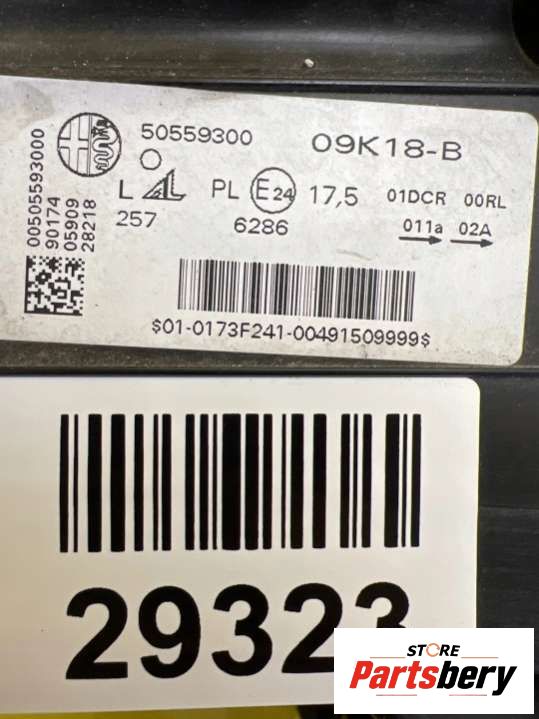 50559300 09K18-B
L AL PL E24 17,5 01DCR 00RL
257 6286 011a 02A
00505593000
90174
05909
28218
$01-0173F241-00491509999$
29323
STORE
Partsbery